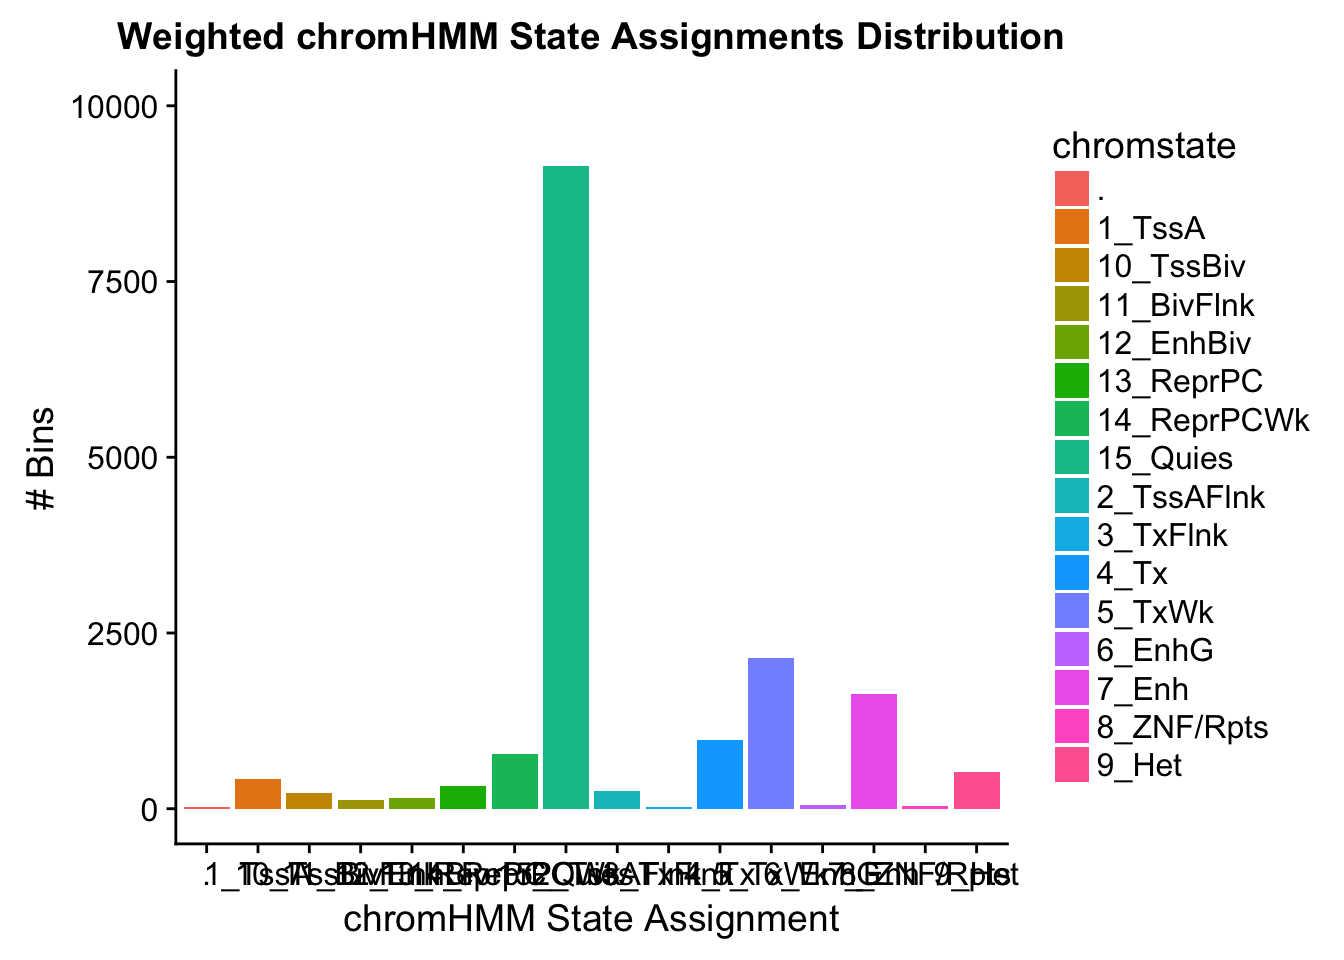 Weighted chromHMM State Assignments Distribution
10000
7500
5000
2500
0
# Bins
chromHMM State Assignment
chromstate
.
1_TssA
10_TssBiv
11_BivFlnk
12_EnhBiv
13_ReprPC
14_ReprPCWk
15_Quies
2_TssAFlnk
3_TxFlnk
4_Tx
5_TxWk
6_EnhG
7_Enh
8_ZNF/Rpts
9_Het